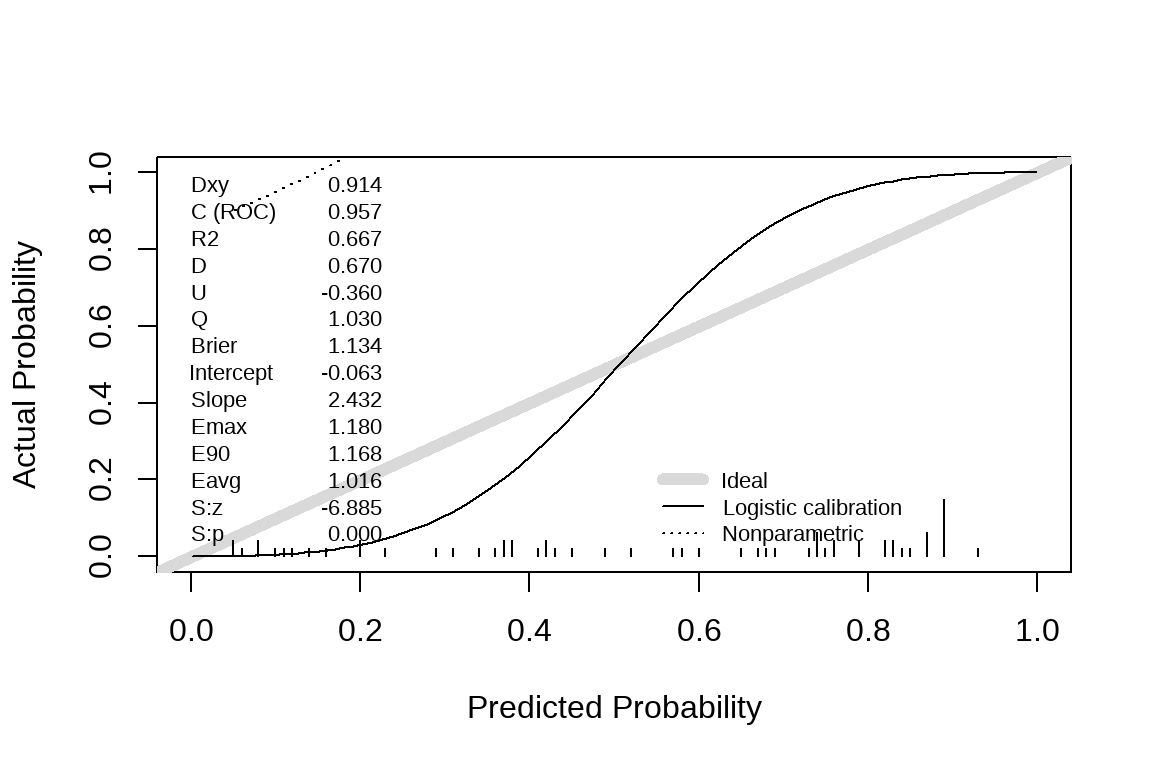 Dxy 0.914
C (ROC) 0.957
R2 0.667
D 0.670
U -0.360
Q 1.030
Brier 1.134
Intercept -0.063
Slope 2.432
Emax 1.180
E90 1.168
Eavg 1.016
S:z -6.885
S:p 0.000
Ideal
Logistic calibration
Nonparametric
1.0
0.8
0.6
0.4
0.2
0.0
Actual Probability
0.0 0.2 0.4 0.6 0.8 1.0
Predicted Probability